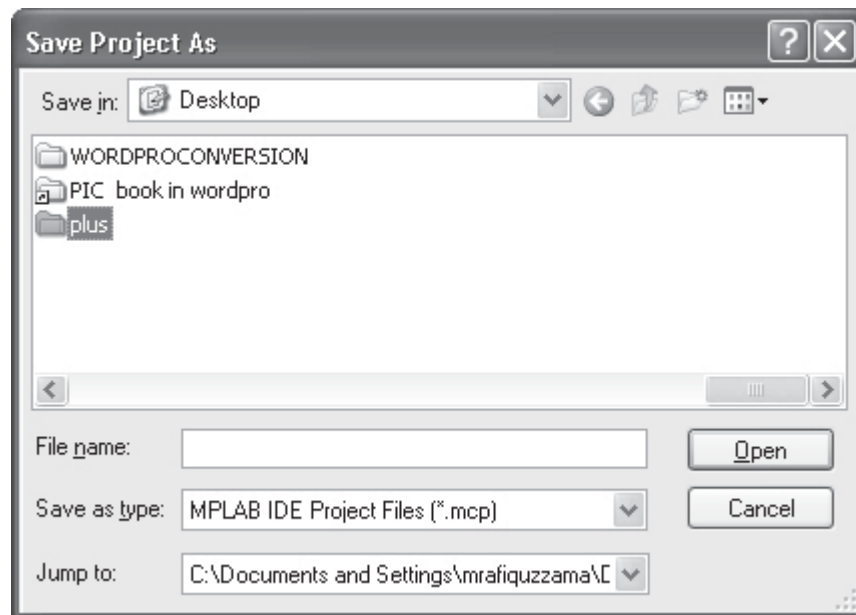 Save Project As
Save in: Desktop
WORDPROCONVERSION
PIC book in wordpro
plus
File name:
Open
Save as type: MPLAB IDE Project Files (*.mcp)
Cancel
Jump to: C:\Documents and Settings\mrafiquzzama\D